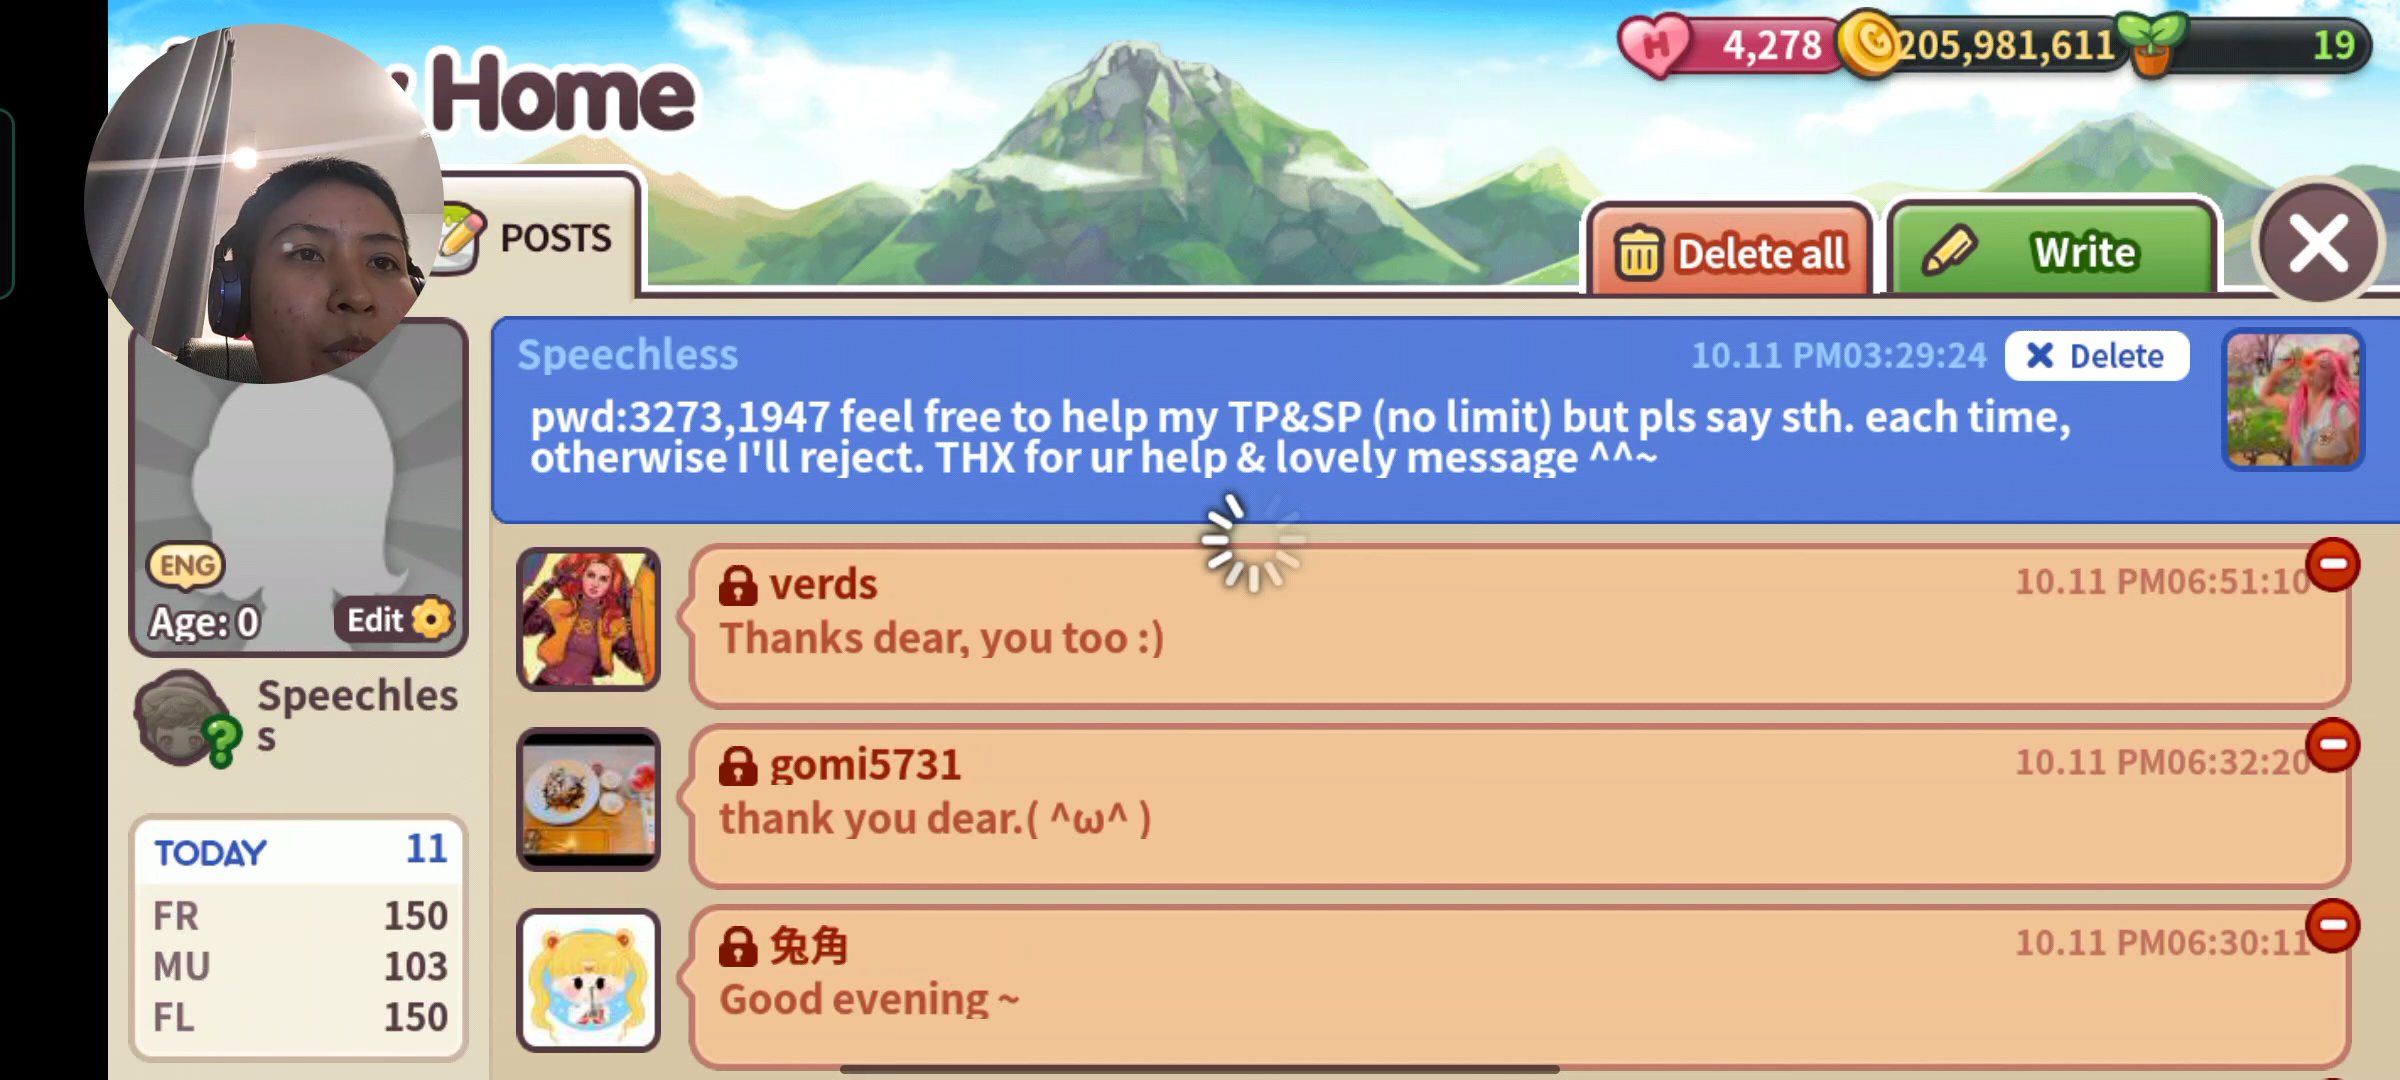 Home
4,278
205,981,611
19
POSTS
Delete all
Write
Speechless
10.11 PM03:29:24
Delete
pwd:3273,1947 feel free to help my TP&SP (no limit) but pls say sth. each time,
otherwise I'll reject. THX for ur help & lovely message ^^~
ENG
Age: 0
Edit
Speechles
s
TODAY 11
FR 150
MU 103
FL 150
verds
10.11 PM06:51:10
Thanks dear, you too :)
gomi5731
10.11 PM06:32:20
thank you dear.( ^ω^ )
兔角
10.11 PM06:30:11
Good evening ~